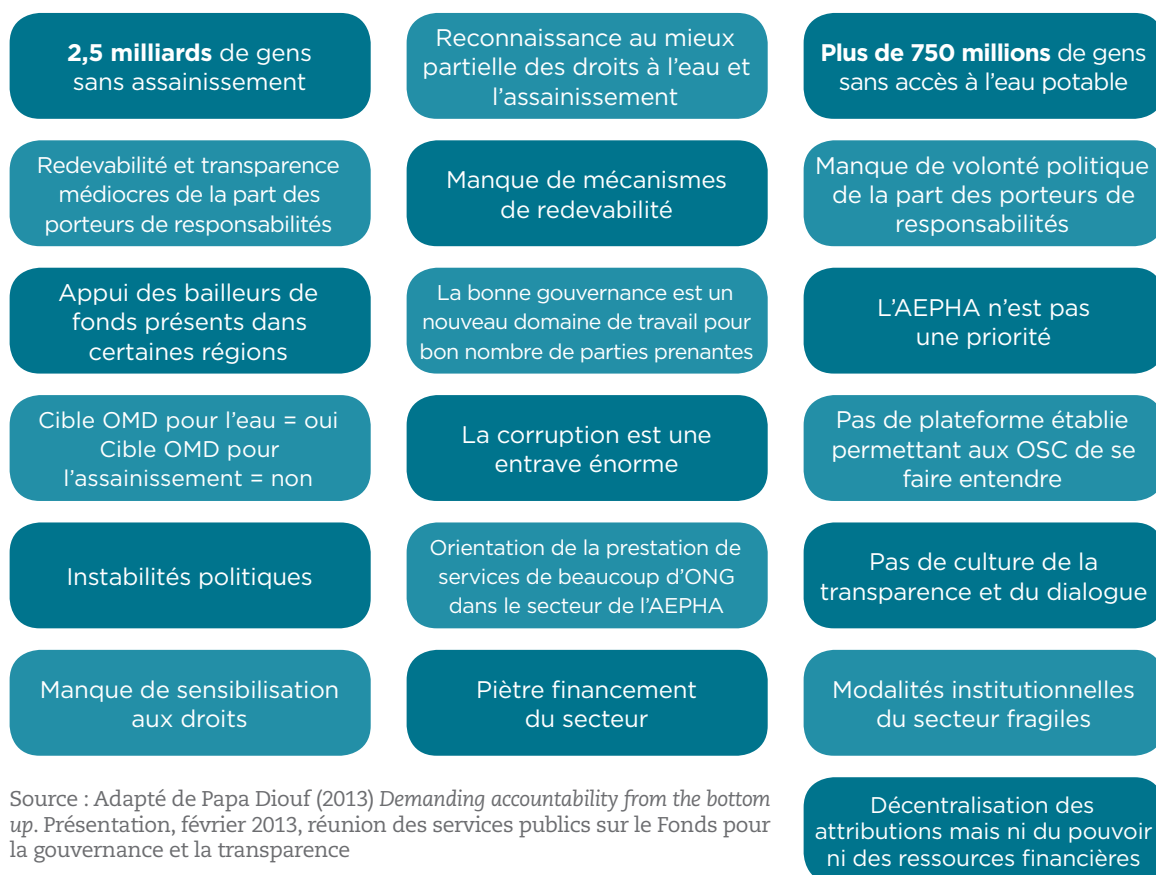 2,5 milliards de gens
sans assainissement
Reconnaissance au mieux
partielle des droits à l'eau et
l'assainissement
Plus de 750 millions de gens
sans accès à l'eau potable
Redevabilité et transparence
médiocres de la part des
porteurs de responsabilités
Manque de mécanismes
de redevabilité
Manque de volonté politique
de la part des porteurs de
responsabilités
Appui des bailleurs de
fonds présents dans
certaines régions
La bonne gouvernance est un
nouveau domaine de travail pour
bon nombre de parties prenantes
L'AEPHA n'est pas
une priorité
Cible OMD pour l'eau = oui
Cible OMD pour
l'assainissement = non
La corruption est une
entrave énorme
Pas de plateforme établie
permettant aux OSC de se
faire entendre
Instabilités politiques
Orientation de la prestation de
services de beaucoup d'ONG
dans le secteur de l'AEPHA
Pas de culture de la
transparence et du dialogue
Manque de sensibilisation
aux droits
Piètre financement
du secteur
Modalités institutionnelles
du secteur fragiles
Décentralisation des
attributions mais ni du pouvoir
ni des ressources financières
Source : Adapté de Papa Diouf (2013) Demanding accountability from the bottom
up. Présentation, février 2013, réunion des services publics sur le Fonds pour
la gouvernance et la transparence